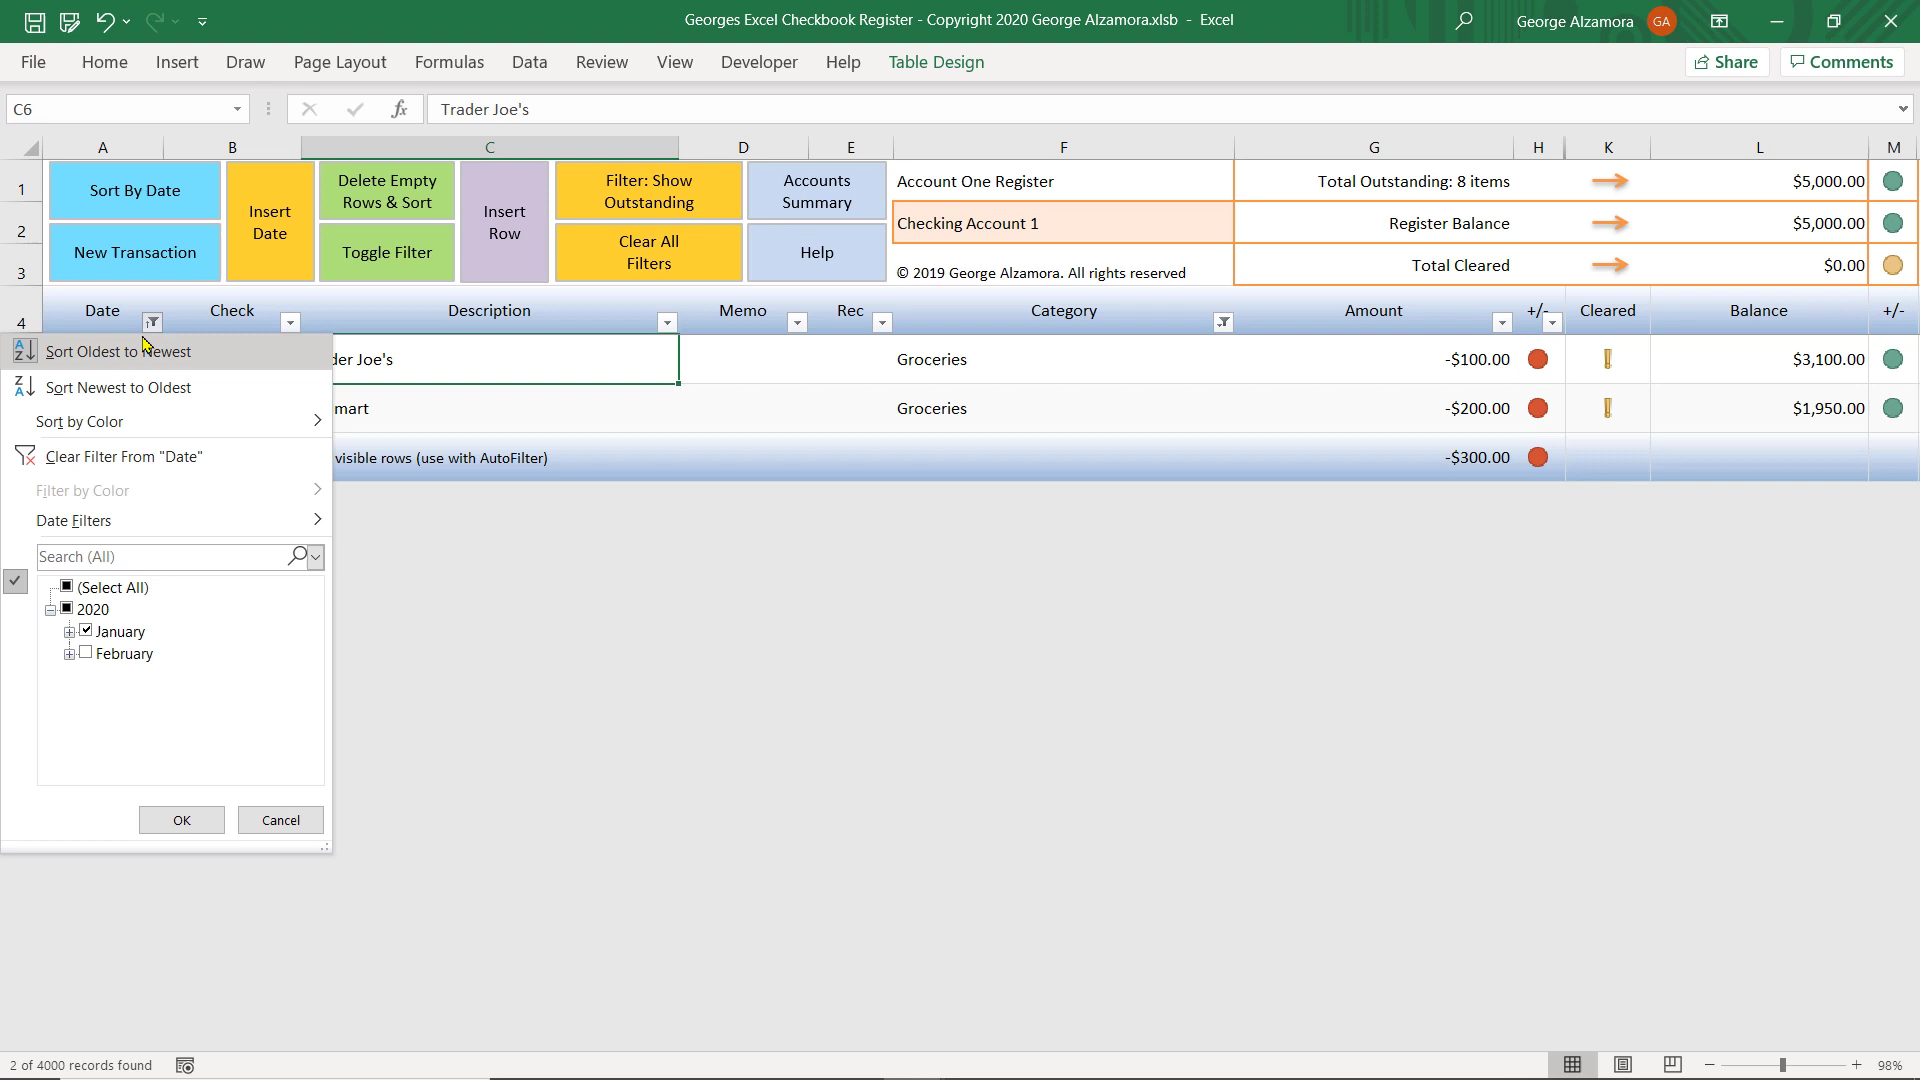 Georges Excel Checkbook Register - Copyright 2020 George Alzamora.xlsb - Excel
George Alzamora GA
File Home Insert Draw Page Layout Formulas Data Review View Developer Help Table Design
Share Comments
C6 fx Trader Joe's
A B C D E F G H K L M
1
2
3
4
Sort By Date
New Transaction
Insert
Date
Delete Empty
Rows & Sort
Toggle Filter
Insert
Row
Filter: Show
Outstanding
Clear All
Filters
Accounts
Summary
Help
Account One Register
Checking Account 1
© 2019 George Alzamora. All rights reserved
Total Outstanding: 8 items $5,000.00
Register Balance $5,000.00
Total Cleared $0.00
Date Check Description Memo Rec Category Amount +/- Cleared Balance +/-
der Joe's Groceries -$100.00 $3,100.00
mart Groceries -$200.00 $1,950.00
visible rows (use with AutoFilter) -$300.00
Sort Oldest to Newest
Sort Newest to Oldest
Sort by Color
Clear Filter From "Date"
Filter by Color
Date Filters
Search (All)
(Select All)
2020
January
February
OK Cancel
2 of 4000 records found
98%